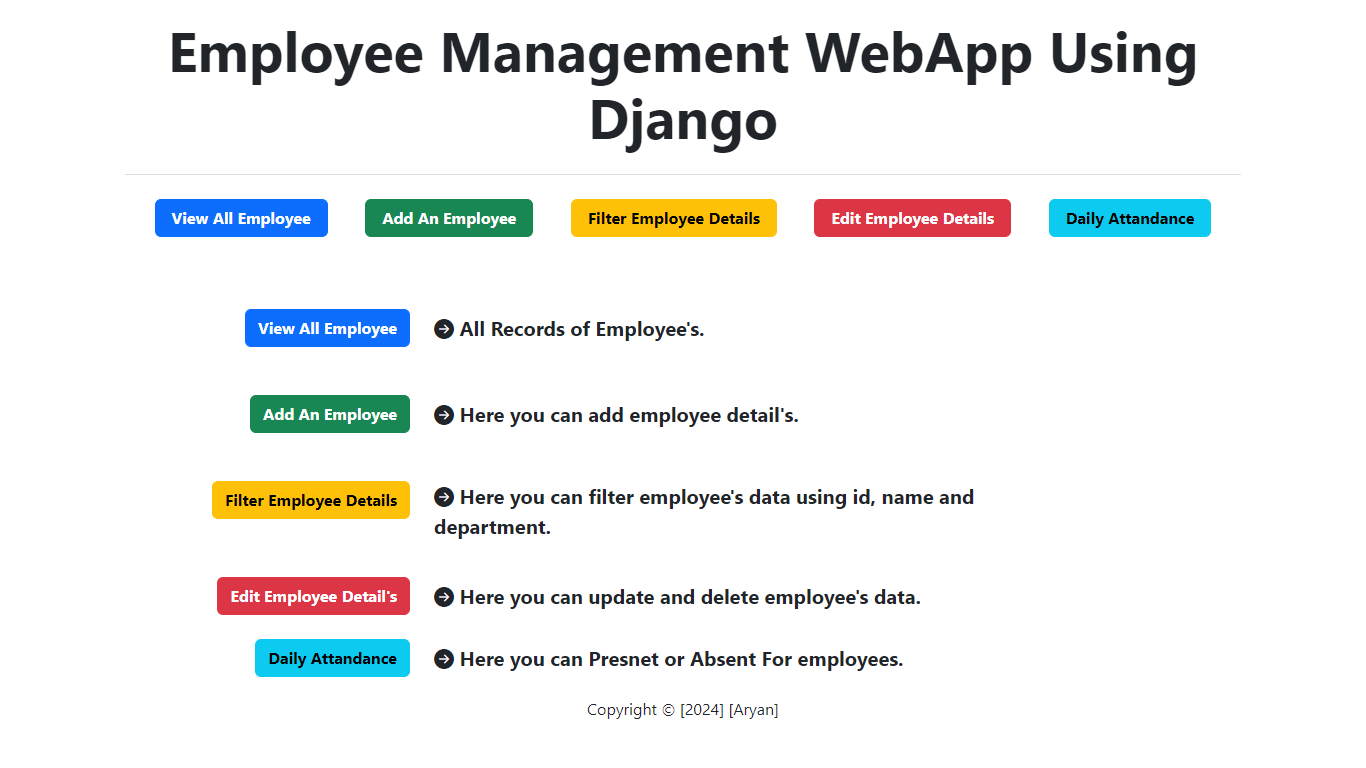 Employee Management WebApp Using
Django
View All Employee Add An Employee Filter Employee Details Edit Employee Details Daily Attandance
View All Employee All Records of Employee's.
Add An Employee Here you can add employee detail's.
Filter Employee Details Here you can filter employee's data using id, name and
department.
Edit Employee Detail's Here you can update and delete employee's data.
Daily Attandance Here you can Presnet or Absent For employees.
Copyright © [2024] [Aryan]